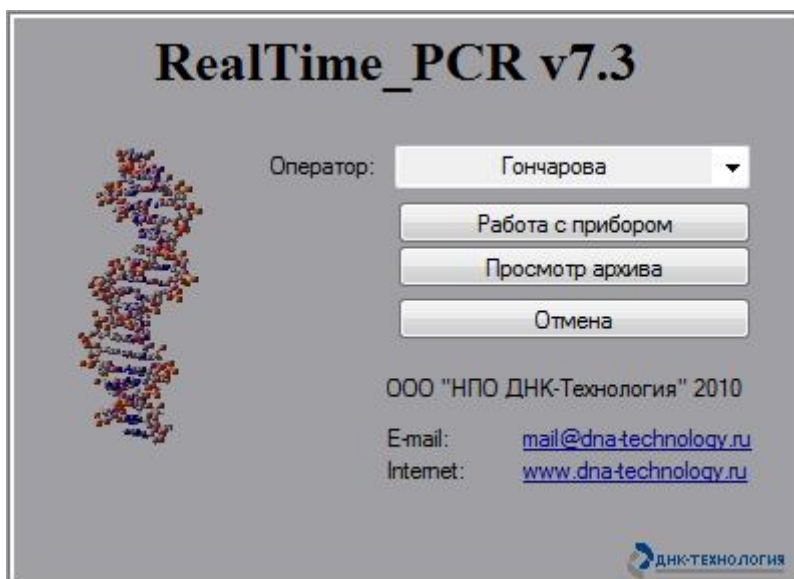 RealTime_PCR v7.3
Оператор: Гончарова
Работа с прибором
Просмотр архива
Отмена
ООО "НПО ДНК-Технология" 2010
E-mail: mail@dna-technology.ru
Internet: www.dna-technology.ru
ДНК-ТЕХНОЛОГИЯ